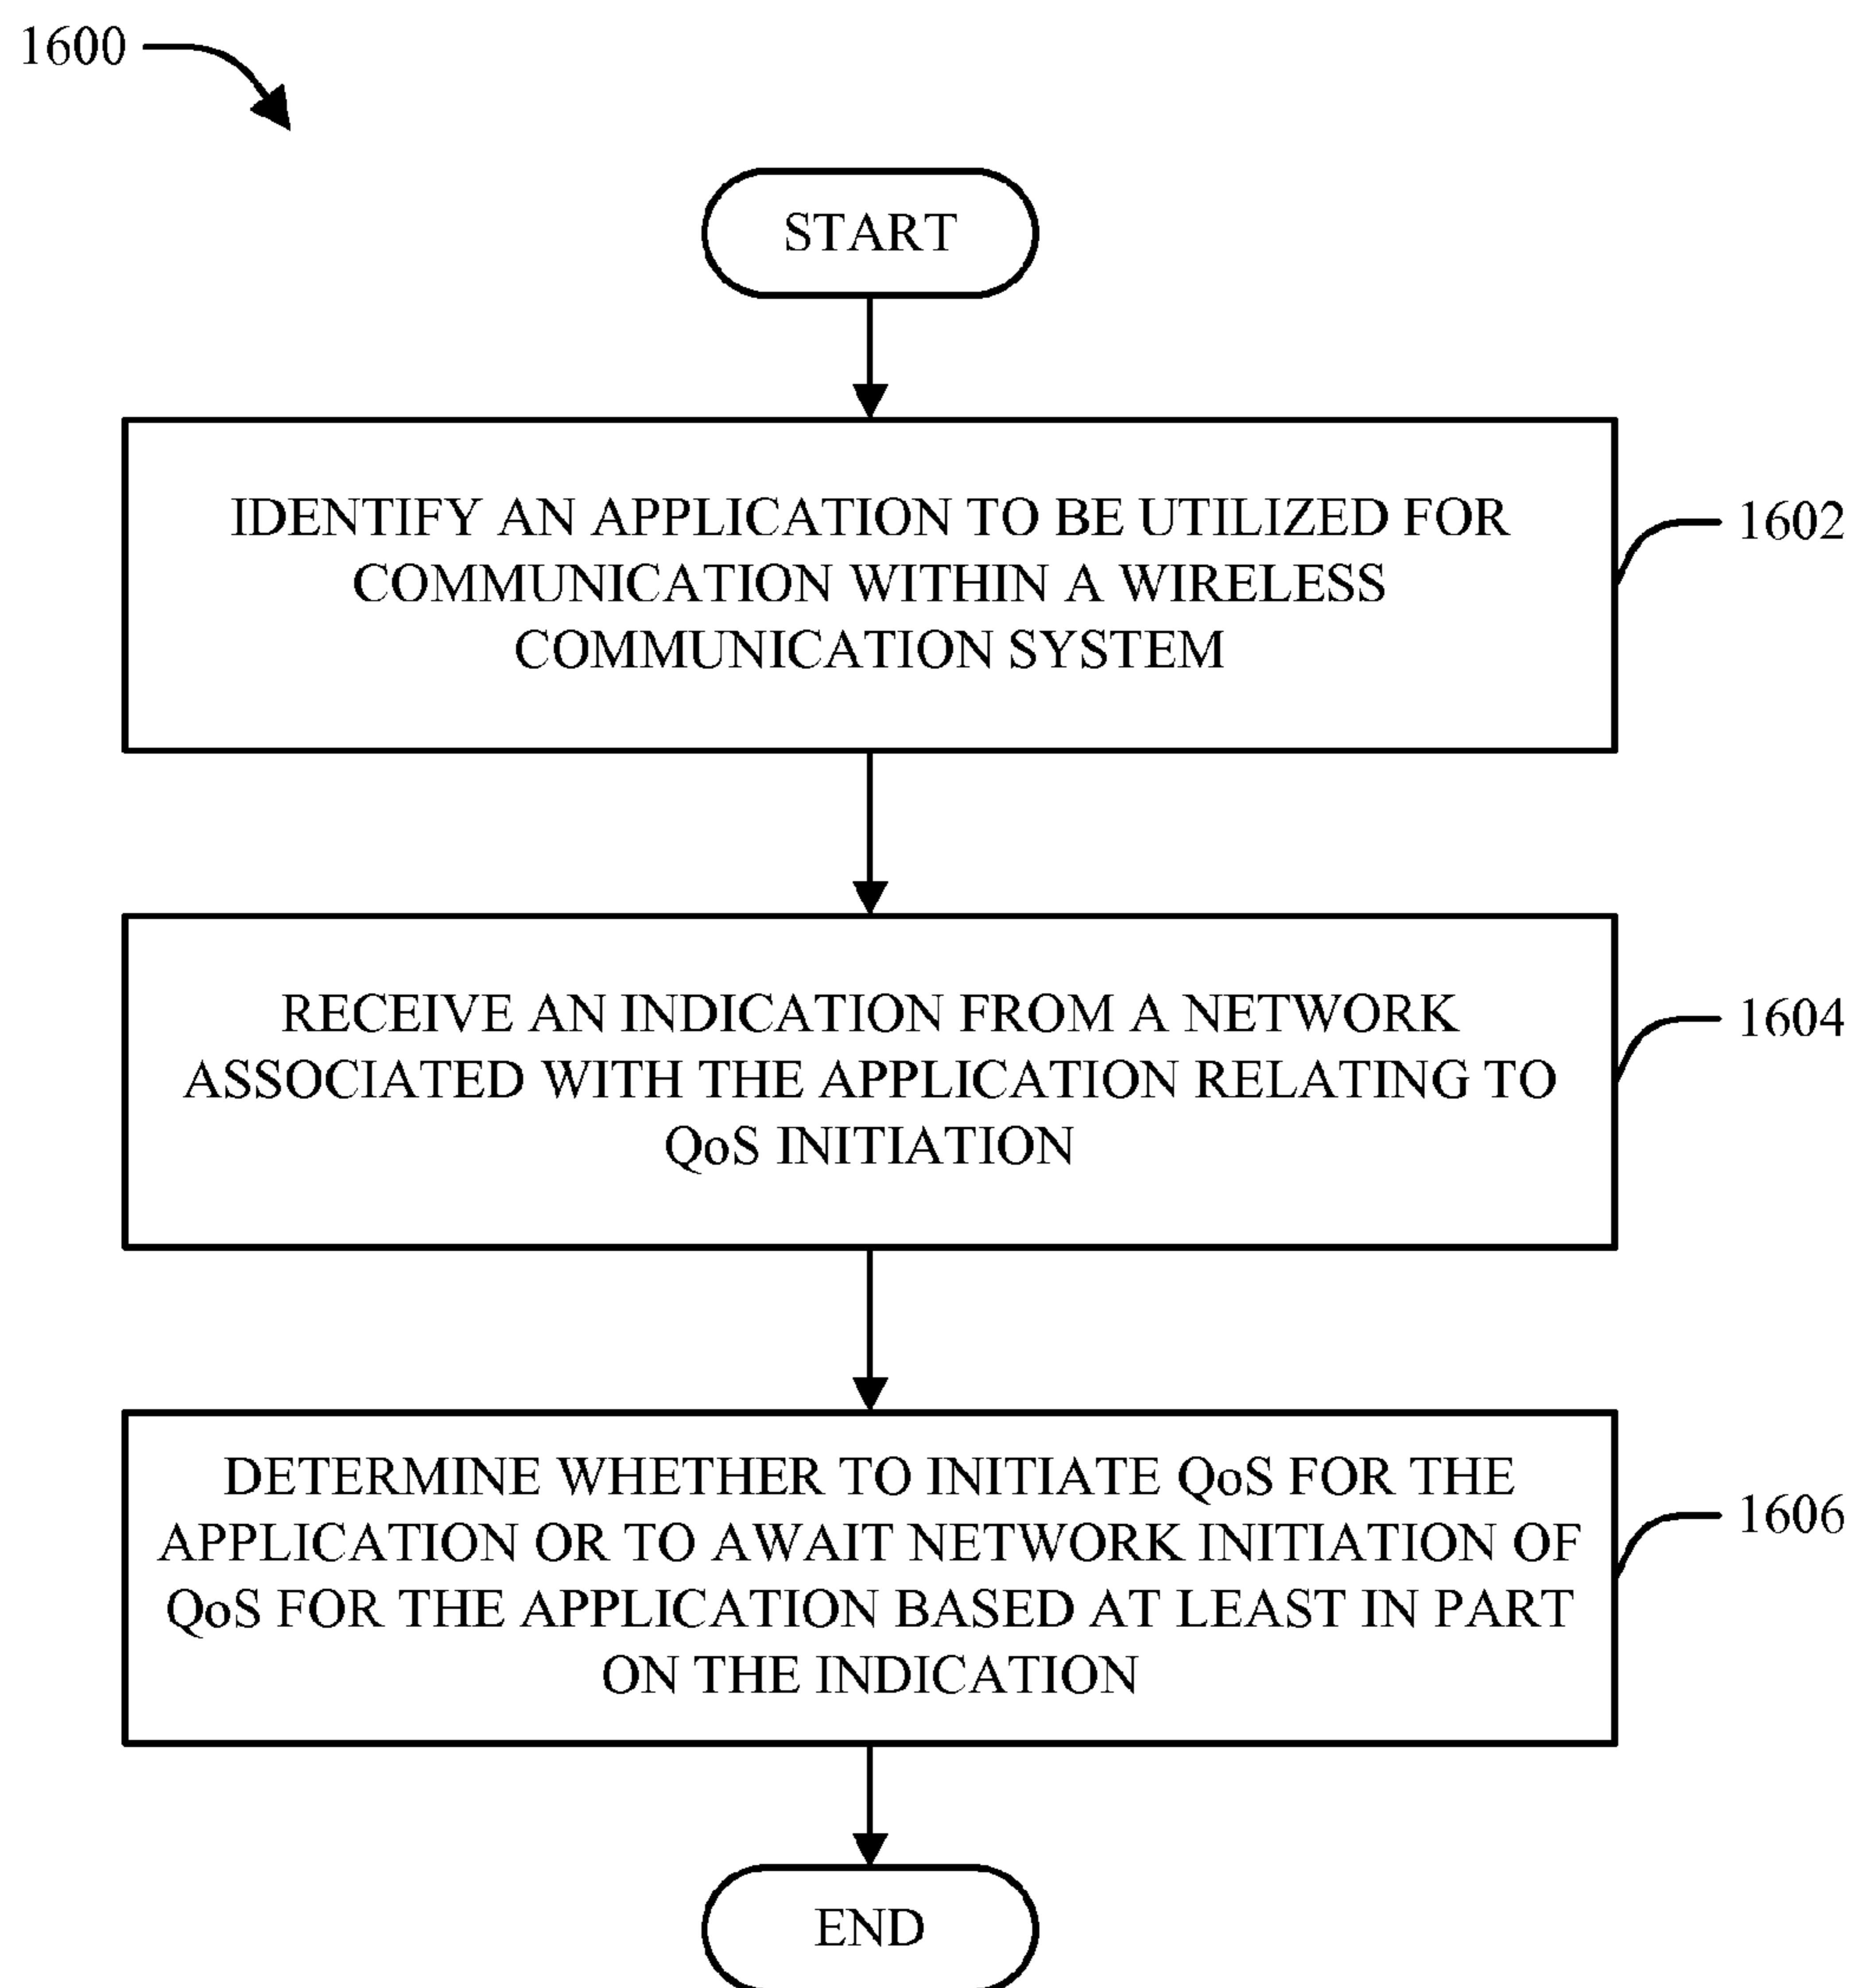 1600
START
IDENTIFY AN APPLICATION TO BE UTILIZED FOR
COMMUNICATION WITHIN A WIRELESS
COMMUNICATION SYSTEM
1602
RECEIVE AN INDICATION FROM A NETWORK
ASSOCIATED WITH THE APPLICATION RELATING TO
QoS INITIATION
1604
DETERMINE WHETHER TO INITIATE QoS FOR THE
APPLICATION OR TO AWAIT NETWORK INITIATION OF
QoS FOR THE APPLICATION BASED AT LEAST IN PART
ON THE INDICATION
1606
END